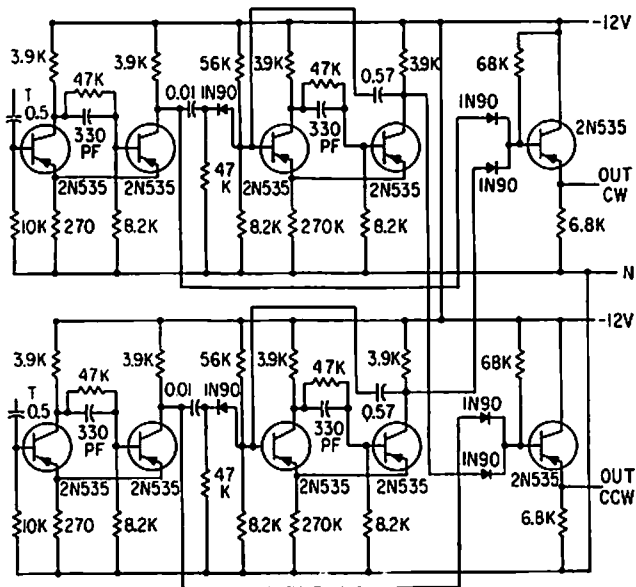 -12V
3.9K
47K
3.9K
56K
3.9K
47K
0.57
3.9K
68K
T
0.5
330
PF
0.01
1N90
330
PF
1N90
1N90
2N535
2N535
2N535
47
K
2N535
2N535
OUT
CW
10K
270
8.2K
8.2K
270K
8.2K
6.8K
N
-12V
3.9K
47K
3.9K
56K
3.9K
47K
3.9K
68K
T
0.5
330
PF
0.01
1N90
330
PF
0.57
1N90
1N90
2N535
2N535
47
K
2N535
2N535
2N535
OUT
CCW
10K
270
8.2K
8.2K
270K
8.2K
6.8K